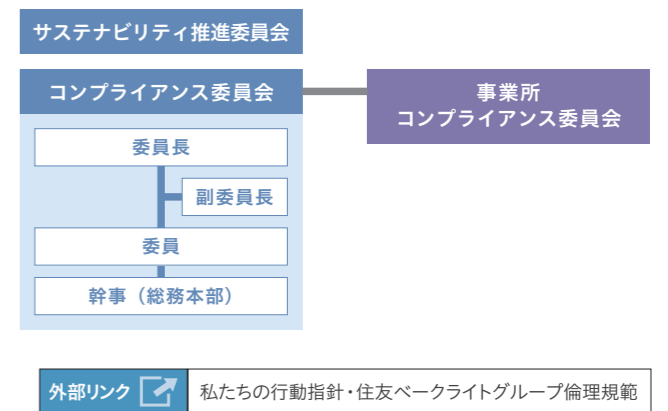 サステナビリティ推進委員会
コンプライアンス委員会
事業所
コンプライアンス委員会
委員長
副委員長
委員
幹事（総務本部）
外部リンク
私たちの行動指針・住友ベークライトグループ倫理規範